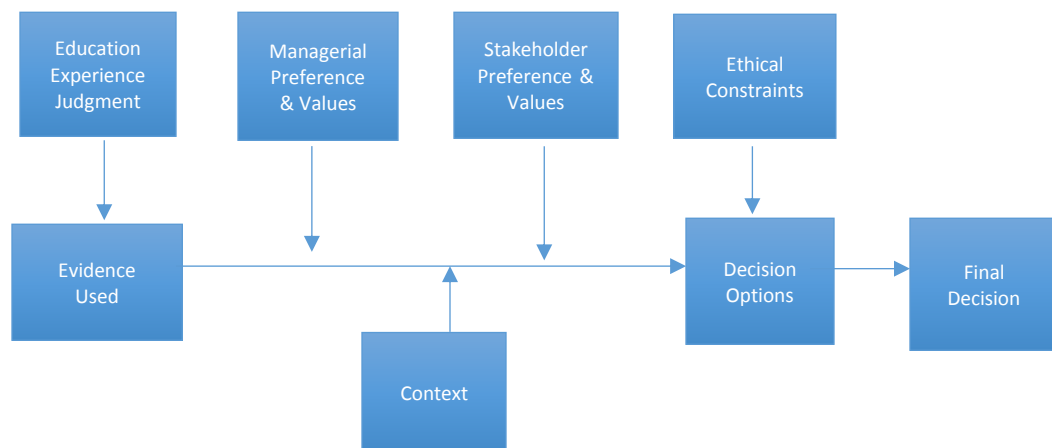 Education
Experience
Judgment
Managerial
Preference
& Values
Stakeholder
Preference &
Values
Ethical
Constraints
Evidence
Used
Decision
Options
Final
Decision
Context